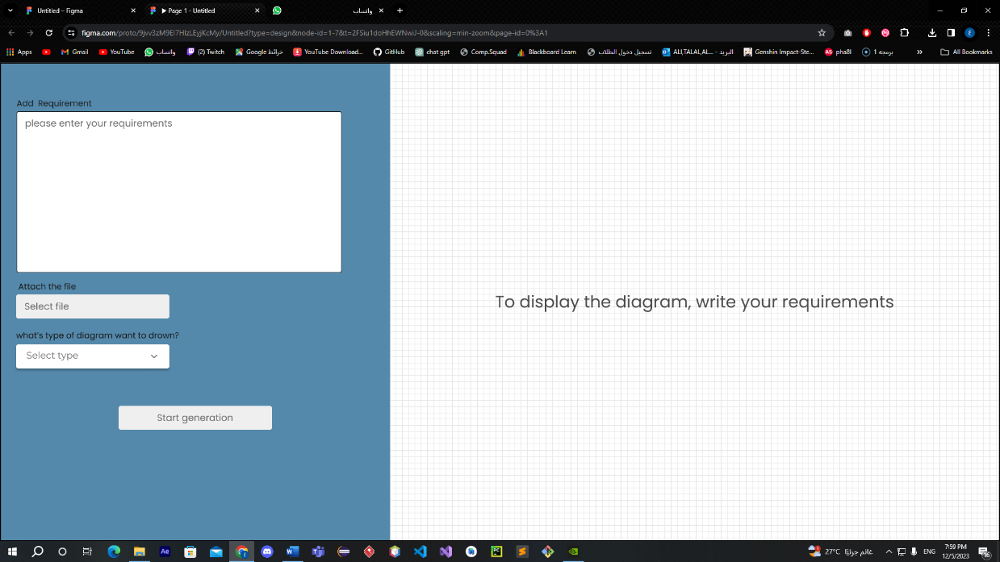 Untitled – Figma
Page 1 - Untitled
واتساب
figma.com/proto/9jvv3zM9El7HIzLEyjKcMy/Untitled?type=design&node-id=1-7&t=2FSiu1doHhEWNwiJ-0&scaling=min-zoom&page-id=0%3A1
Apps
Gmail
YouTube
واتساب
(2) Twitch
خرائط Google
YouTube Download...
GitHub
chat gpt
Comp.Squad
Blackboard Learn
تسجيل دخول الطلاب
البريد - ALI,TALAL,AL...
Genshin Impact-Ste...
pha8l
برمجه 1
All Bookmarks
Add Requirement
please enter your requirements
Attach the file
Select file
what's type of diagram want to drown?
Select type
Start generation
To display the diagram, write your requirements
27°C غائم جزئيًا
ENG
7:59 PM
12/5/2023
16